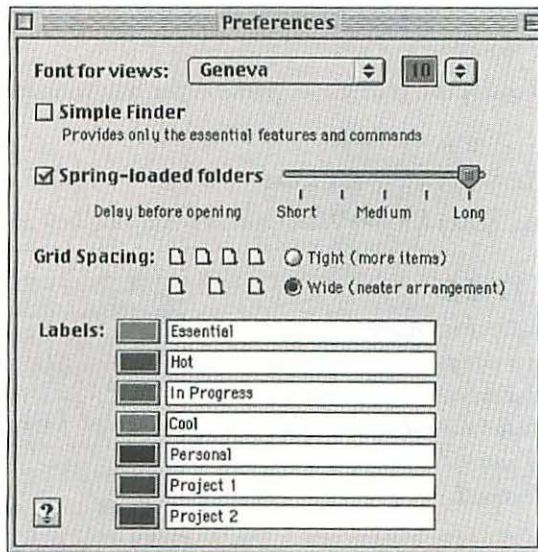 Preferences
Font for views: Geneva 10
Simple Finder
Provides only the essential features and commands
Spring-loaded folders
Delay before opening Short Medium Long
Grid Spacing: Tight (more items)
Wide (neater arrangement)
Labels: Essential
Hot
In Progress
Cool
Personal
Project 1
Project 2
?